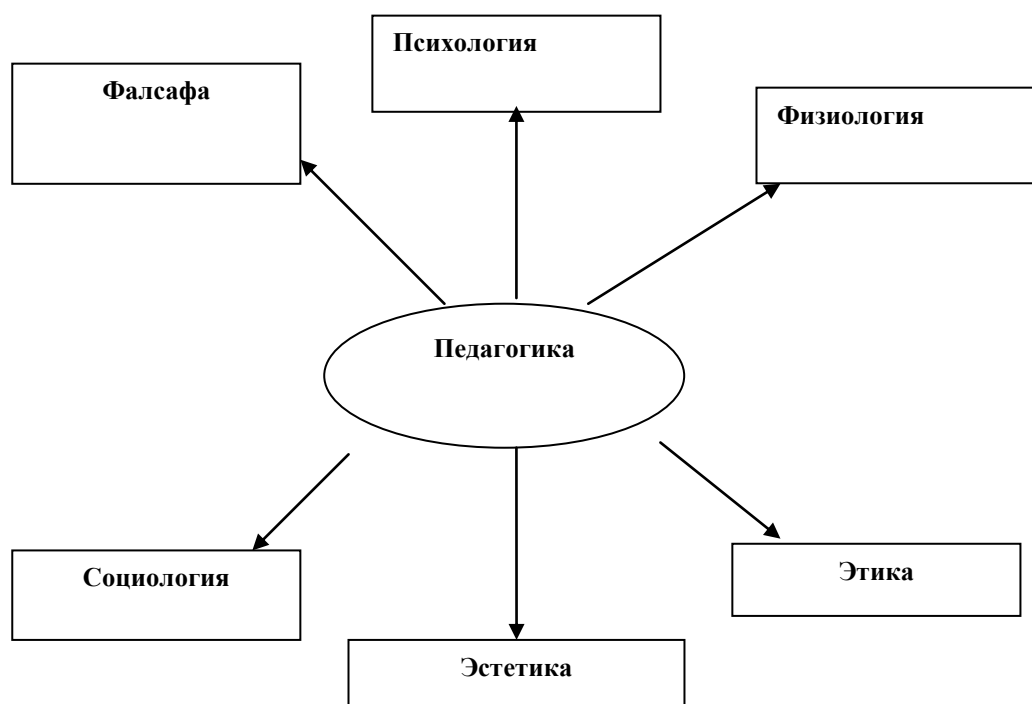 Психология
Фалсафа
Физиология
Педагогика
Социология
Этика
Эстетика